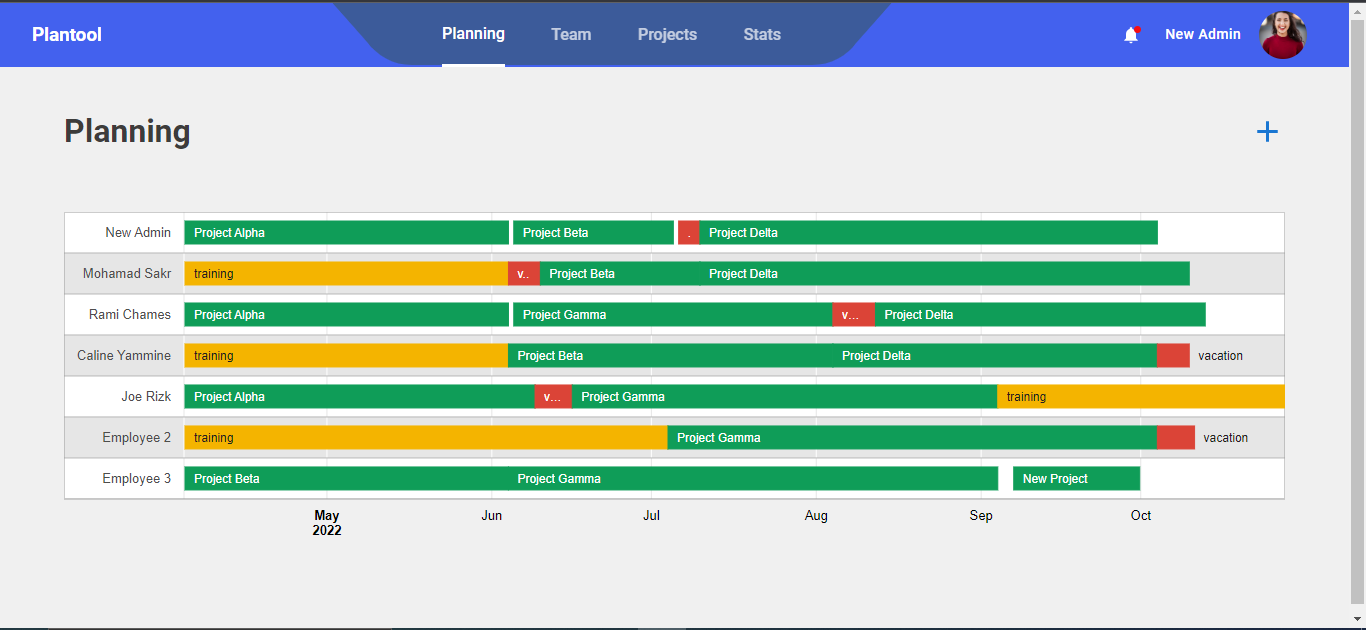 Plantool
Planning Team Projects Stats
New Admin
Planning
New Admin Project Alpha Project Beta . Project Delta
Mohamad Sakr training v.. Project Beta Project Delta
Rami Chames Project Alpha Project Gamma v... Project Delta
Caline Yammine training Project Beta Project Delta vacation
Joe Rizk Project Alpha v... Project Gamma training
Employee 2 training Project Gamma vacation
Employee 3 Project Beta Project Gamma New Project
May Jun Jul Aug Sep Oct
2022